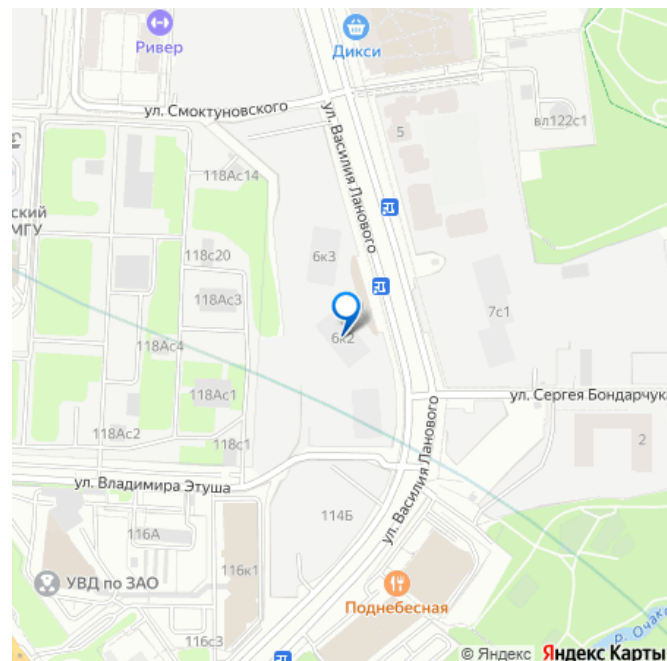 Ривер
Дикси
ул. Смоктуновского
ул. Василия Ланового
5
вл122с1
118Ас14
ский
МГУ
118с20
6к3
118Ас3
7с1
6к2
118Ас4
118Ас1
ул. Сергея Бондарчука
118Ас2
118с1
2
ул. Владимира Этуша
ул. Василия Ланового
114Б
116А
116к1
УВД по ЗАО
Поднебесная
116с3
р. Очак
© Яндекс Яндекс Карты